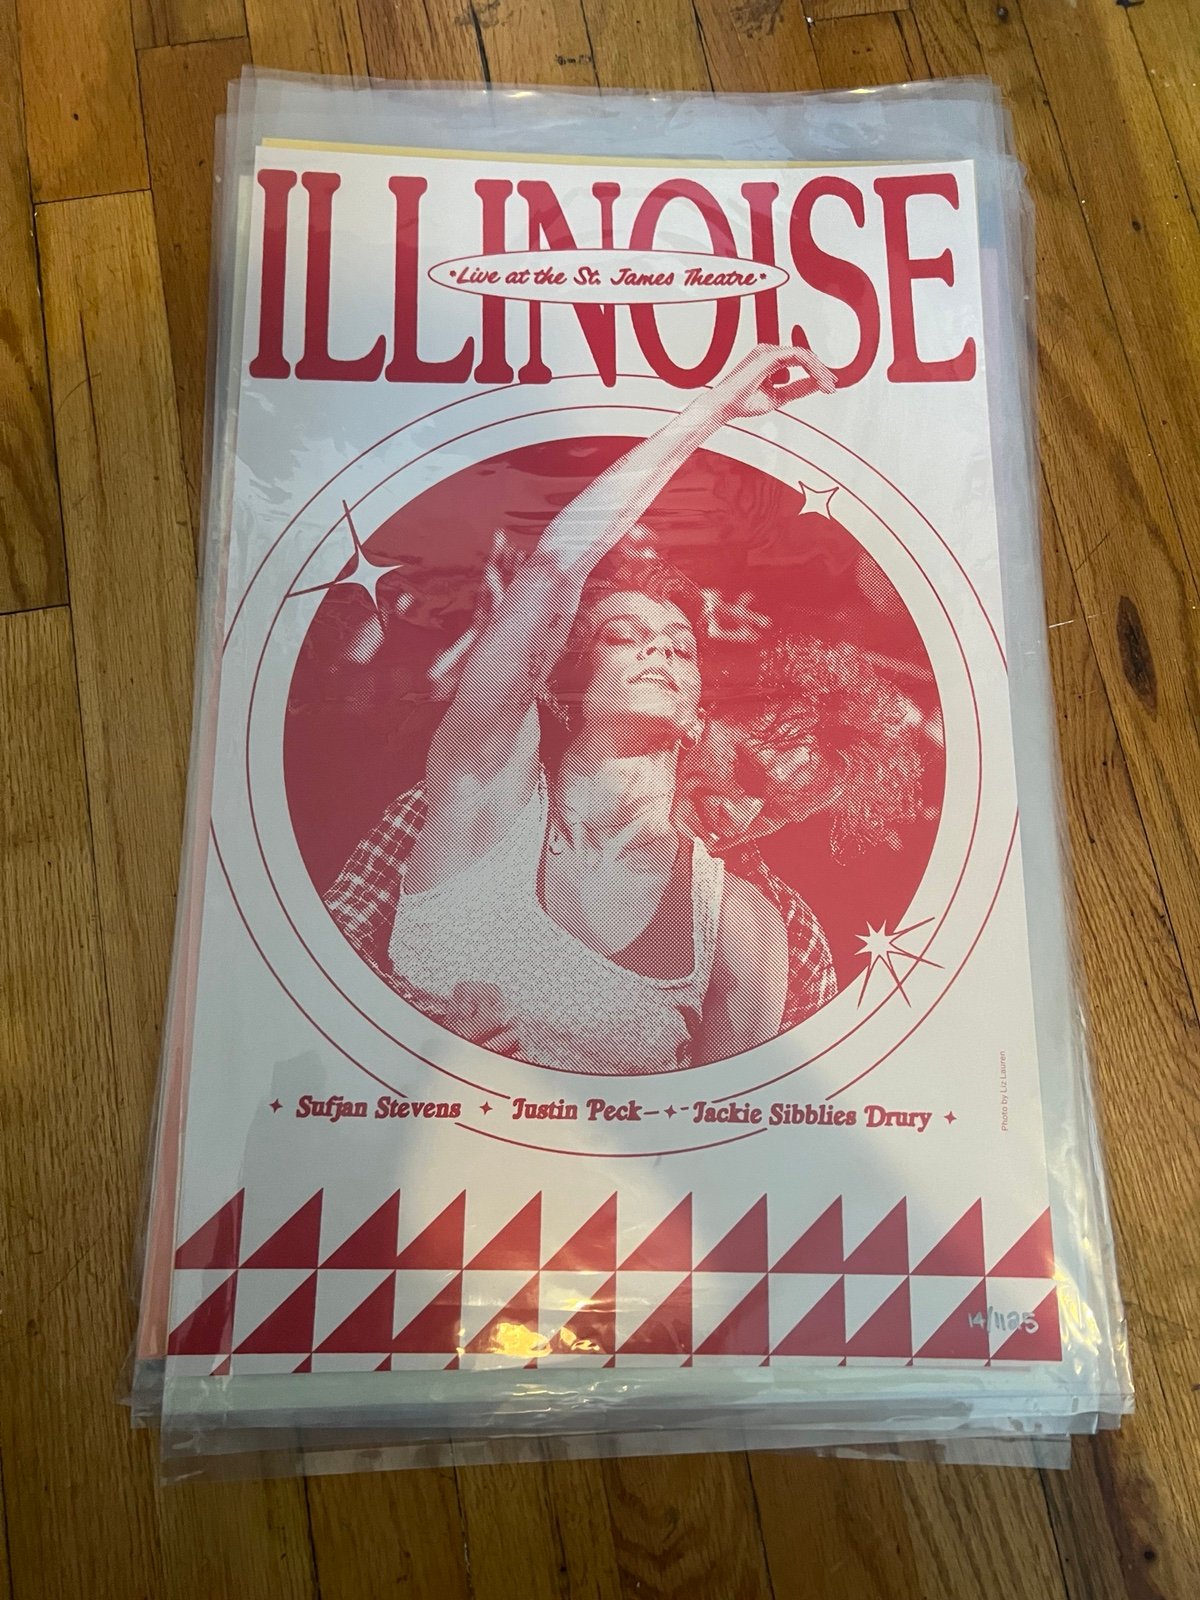 ILLINOISE
•Live at the St. James Theatre•
Sufjan Stevens ✦ Justin Peck ✦ Jackie Sibblies Drury
Photo by Liz Lauren
14/1125